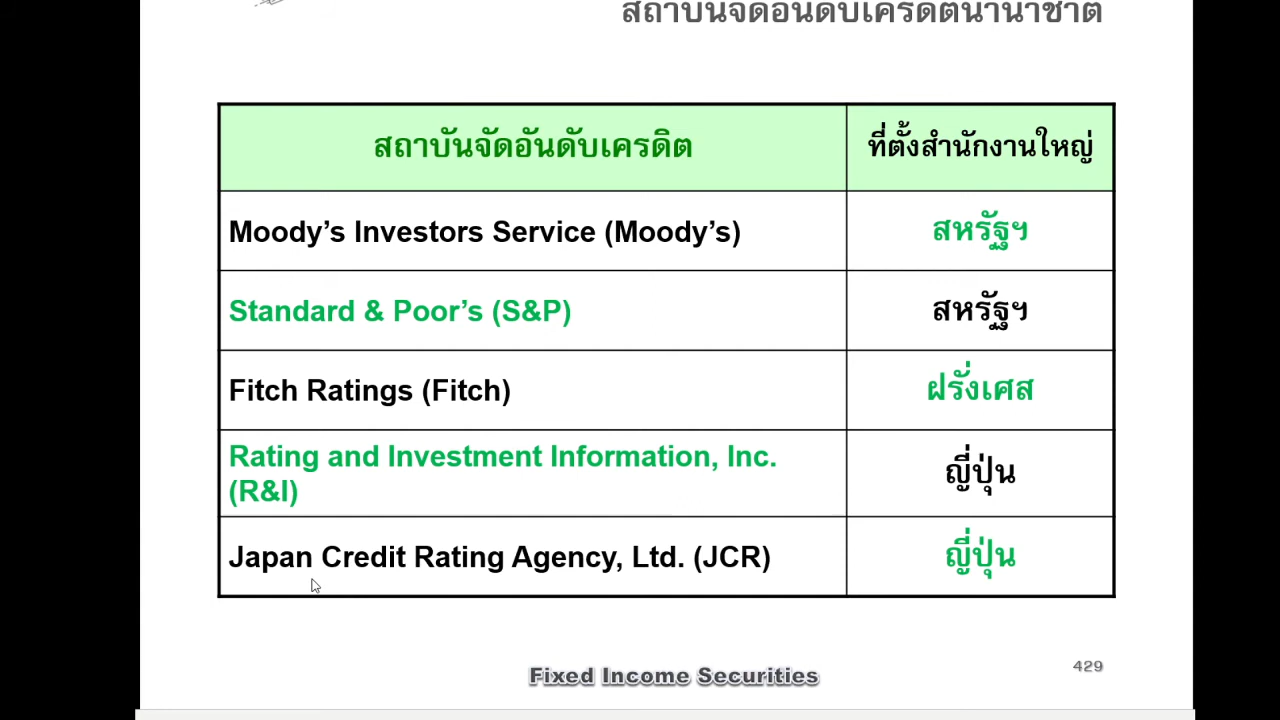 สถาบันจัดอันดับเครดิตนานาชาติ
สถาบันจัดอันดับเครดิต
ที่ตั้งสำนักงานใหญ่
Moody’s Investors Service (Moody’s)
สหรัฐฯ
Standard & Poor’s (S&P)
สหรัฐฯ
Fitch Ratings (Fitch)
ฝรั่งเศส
Rating and Investment Information, Inc.
(R&I)
ญี่ปุ่น
Japan Credit Rating Agency, Ltd. (JCR)
ญี่ปุ่น
Fixed Income Securities
429